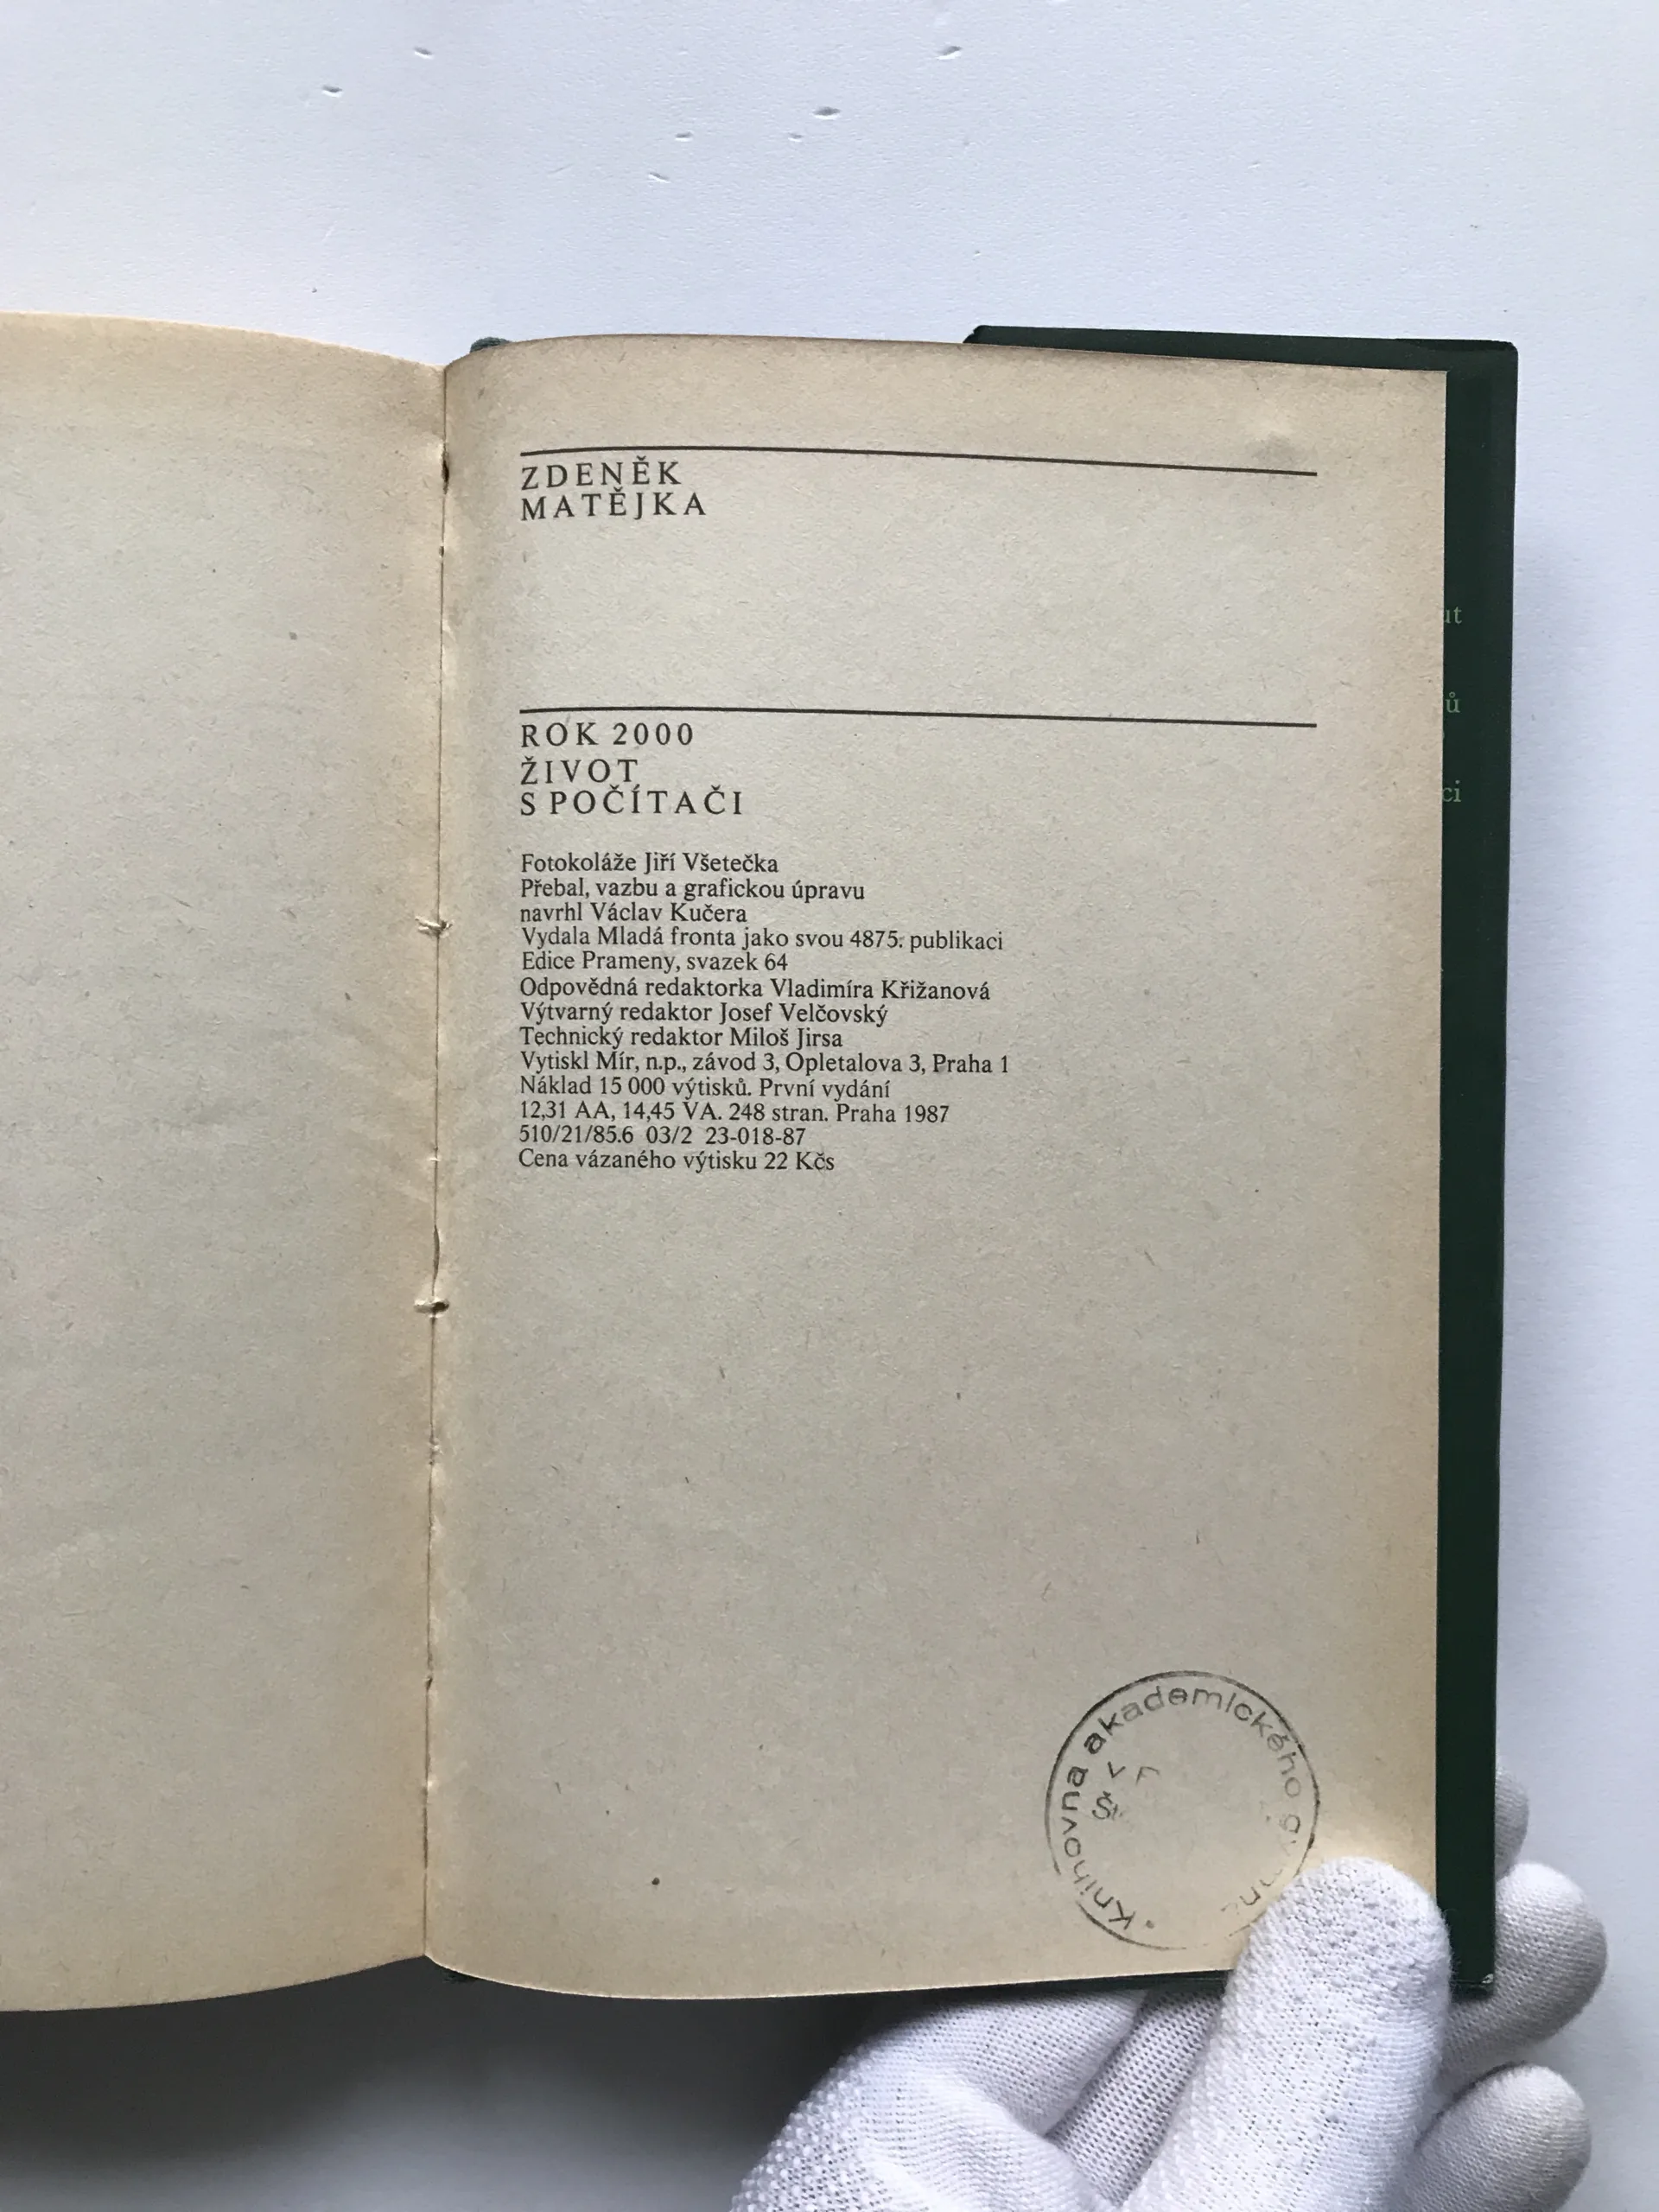 ZDENĚK
MATĚJKA
ROK 2000
ŽIVOT
S POČÍTAČI
Fotokoláže Jiří Všetečka
Přebal, vazbu a grafickou úpravu
navrhl Václav Kučera
Vydala Mladá fronta jako svou 4875. publikaci
Edice Prameny, svazek 64
Odpovědná redaktorka Vladimíra Křižanová
Výtvarný redaktor Josef Velčovský
Technický redaktor Miloš Jirsa
Vytiskl Mír, n.p., závod 3, Opletalova 3, Praha 1
Náklad 15 000 výtisků. První vydání
12,31 AA, 14,45 VA. 248 stran. Praha 1987
510/21/85.6 03/2 23-018-87
Cena vázaného výtisku 22 Kčs
Knihovna akademického